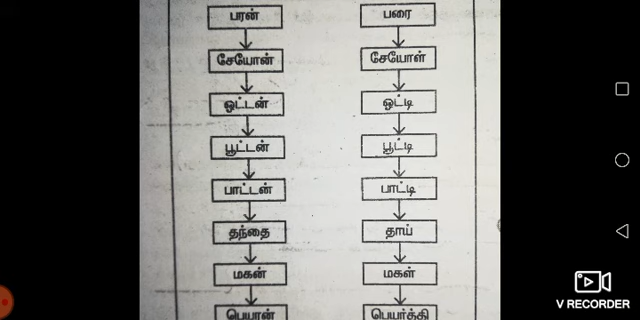 பரன் பரை
சேயோன் சேயோள்
ஒட்டன் ஒட்டி
பூட்டன் பூட்டி
பாட்டன் பாட்டி
தந்தை தாய்
மகன் மகள்
பெயரன் பெயர்த்தி
V RECORDER